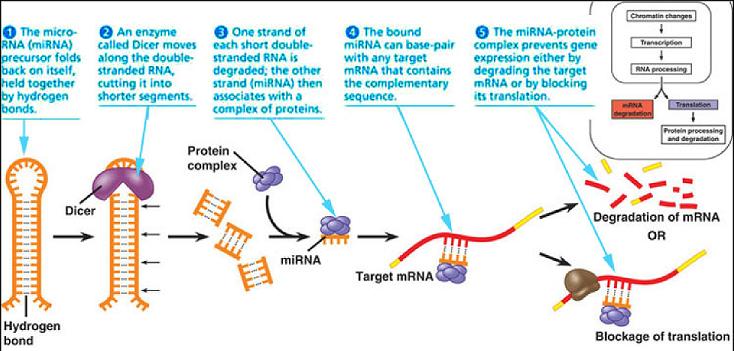 1 The micro-
RNA (miRNA)
precursor folds
back on itself,
held together
by hydrogen
bonds.
2 An enzyme
called Dicer moves
along the double-
stranded RNA,
cutting it into
shorter segments.
3 One strand of
each short double-
stranded RNA is
degraded; the other
strand (miRNA) then
associates with a
complex of proteins.
4 The bound
miRNA can base-pair
with any target
mRNA that contains
the complementary
sequence.
5 The miRNA-protein
complex prevents gene
expression either by
degrading the target
mRNA or by blocking
its translation.
Chromatin changes
Transcription
RNA processing
mRNA
degradation
Translation
Protein processing
and degradation
Protein
complex
Dicer
miRNA
Target mRNA
Degradation of mRNA
OR
Hydrogen
bond
Blockage of translation